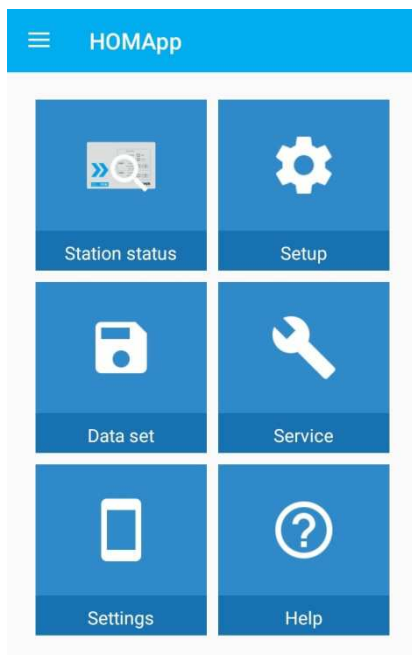 HOMApp
Station status
Setup
Data set
Service
Settings
Help